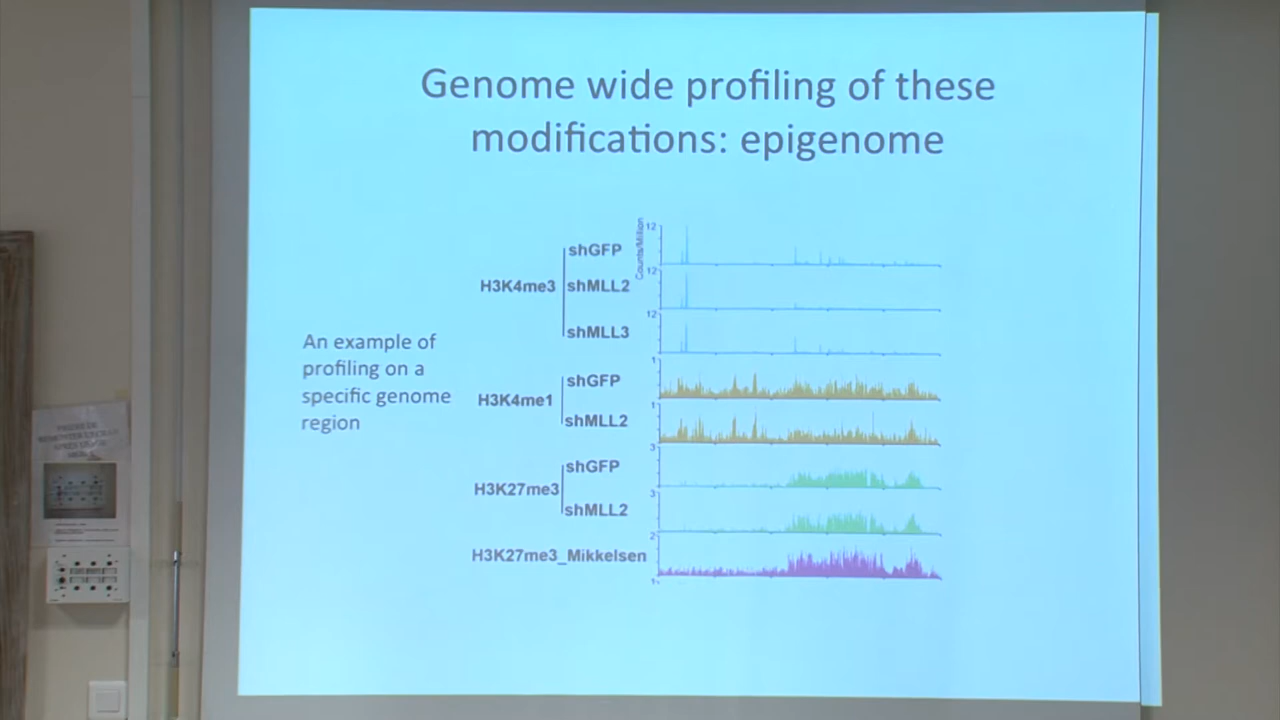 Genome wide profiling of these
modifications: epigenome
An example of
profiling on a
specific genome
region
Counts/Million
H3K4me3
shGFP
12
shMLL2
12
shMLL3
12
H3K4me1
shGFP
1
shMLL2
1
H3K27me3
shGFP
3
shMLL2
3
H3K27me3_Mikkelsen
2
1